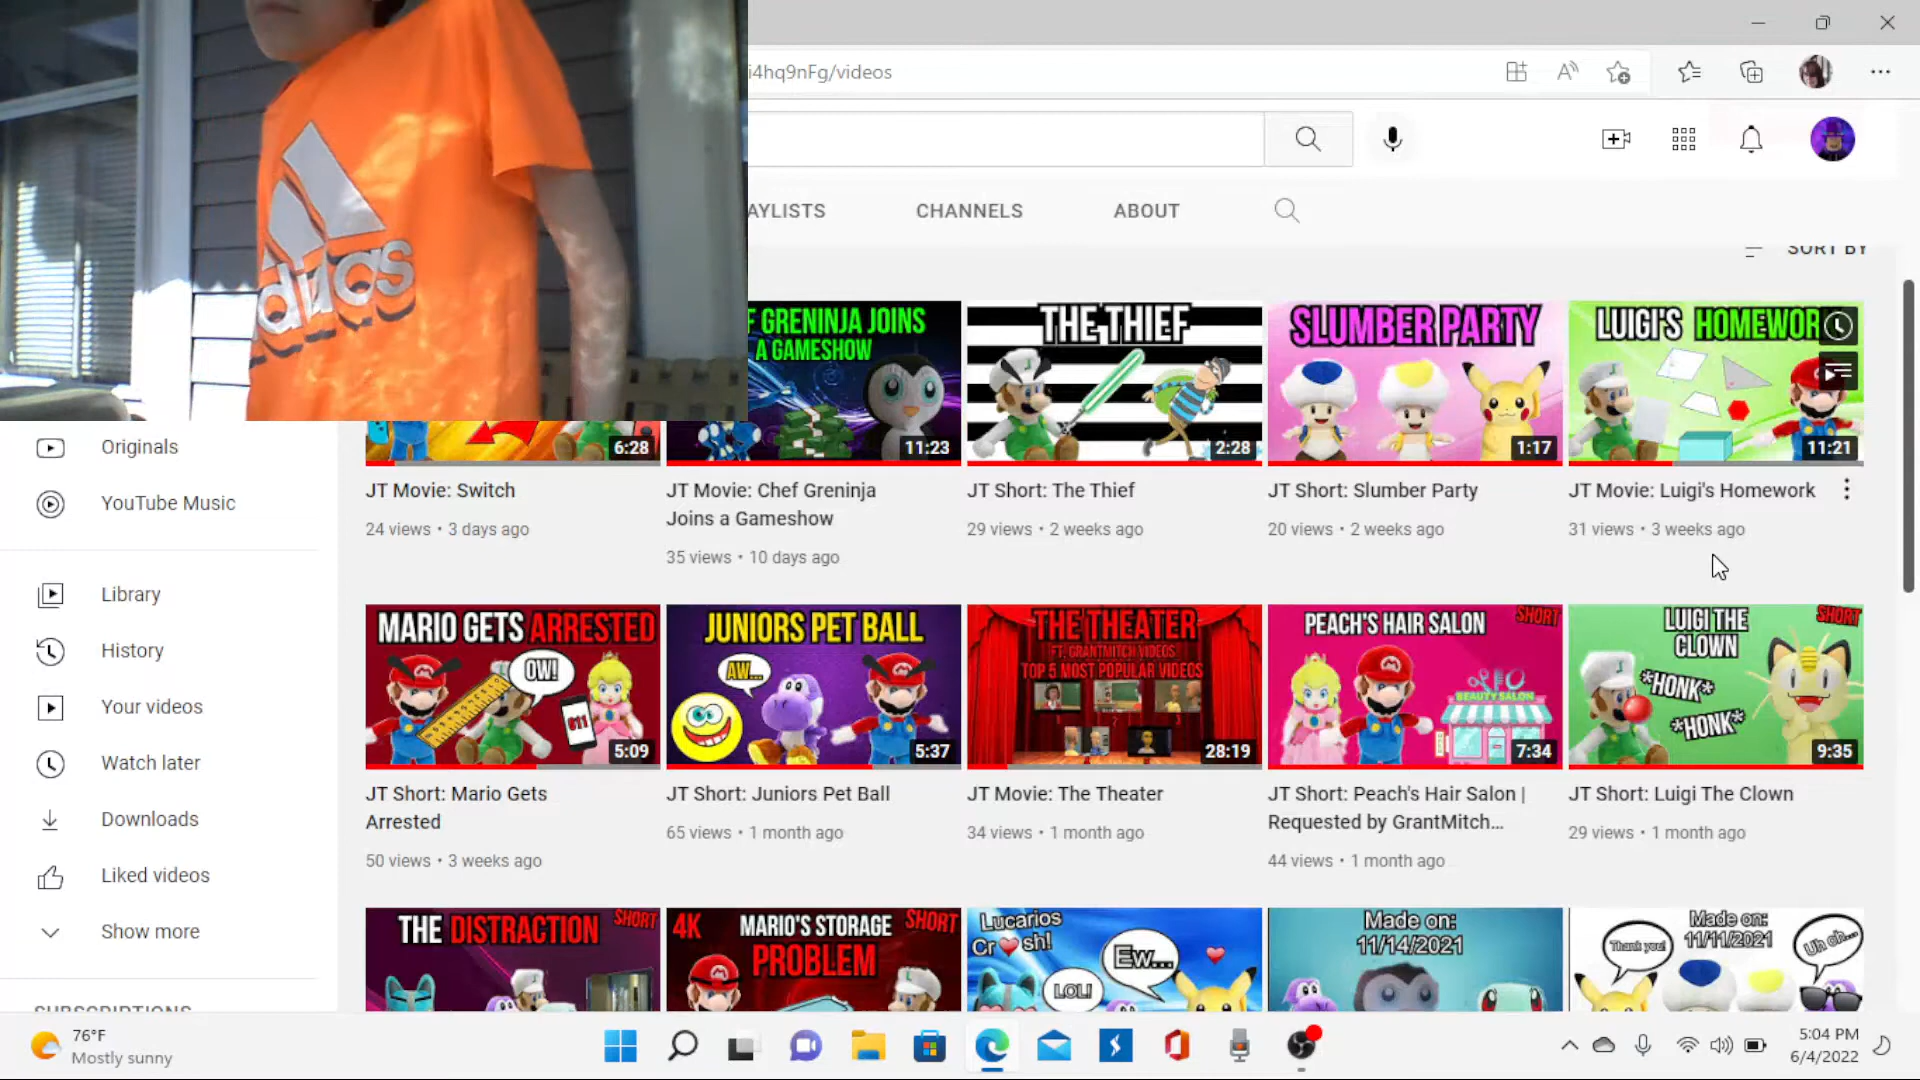 adidas
i4hq9nFg/videos
AYLISTS
CHANNELS
ABOUT
SORT BY
F GRENINJA JOINS
A GAMESHOW
11:23
THE THIEF
2:28
SLUMBER PARTY
1:17
LUIGI'S HOMEWOR
11:21
6:28
Originals
YouTube Music
Library
History
Your videos
Watch later
Downloads
Liked videos
Show more
SUBSCRIPTIONS
JT Movie: Switch
24 views • 3 days ago
JT Movie: Chef Greninja
Joins a Gameshow
35 views • 10 days ago
JT Short: The Thief
29 views • 2 weeks ago
JT Short: Slumber Party
20 views • 2 weeks ago
JT Movie: Luigi's Homework
31 views • 3 weeks ago
MARIO GETS ARRESTED
OW!
911
5:09
JUNIORS PET BALL
AW...
5:37
THE THEATER
FT. GRANTMITCH VIDEOS
TOP 5 MOST POPULAR VIDEOS
28:19
PEACH'S HAIR SALON
SHORT
BEAUTY SALON
7:34
LUIGI THE
CLOWN
SHORT
*HONK*
*HONK*
9:35
JT Short: Mario Gets
Arrested
50 views • 3 weeks ago
JT Short: Juniors Pet Ball
65 views • 1 month ago
JT Movie: The Theater
34 views • 1 month ago
JT Short: Peach's Hair Salon |
Requested by GrantMitch...
44 views • 1 month ago
JT Short: Luigi The Clown
29 views • 1 month ago
THE DISTRACTION
SHORT
4K
MARIO'S STORAGE
PROBLEM
SHORT
Lucarios
Cr sh!
LOL!
Ew...
Made on:
11/14/2021
Made on:
11/11/2021
Thank you!
Uh oh...
76°F
Mostly sunny
5:04 PM
6/4/2022